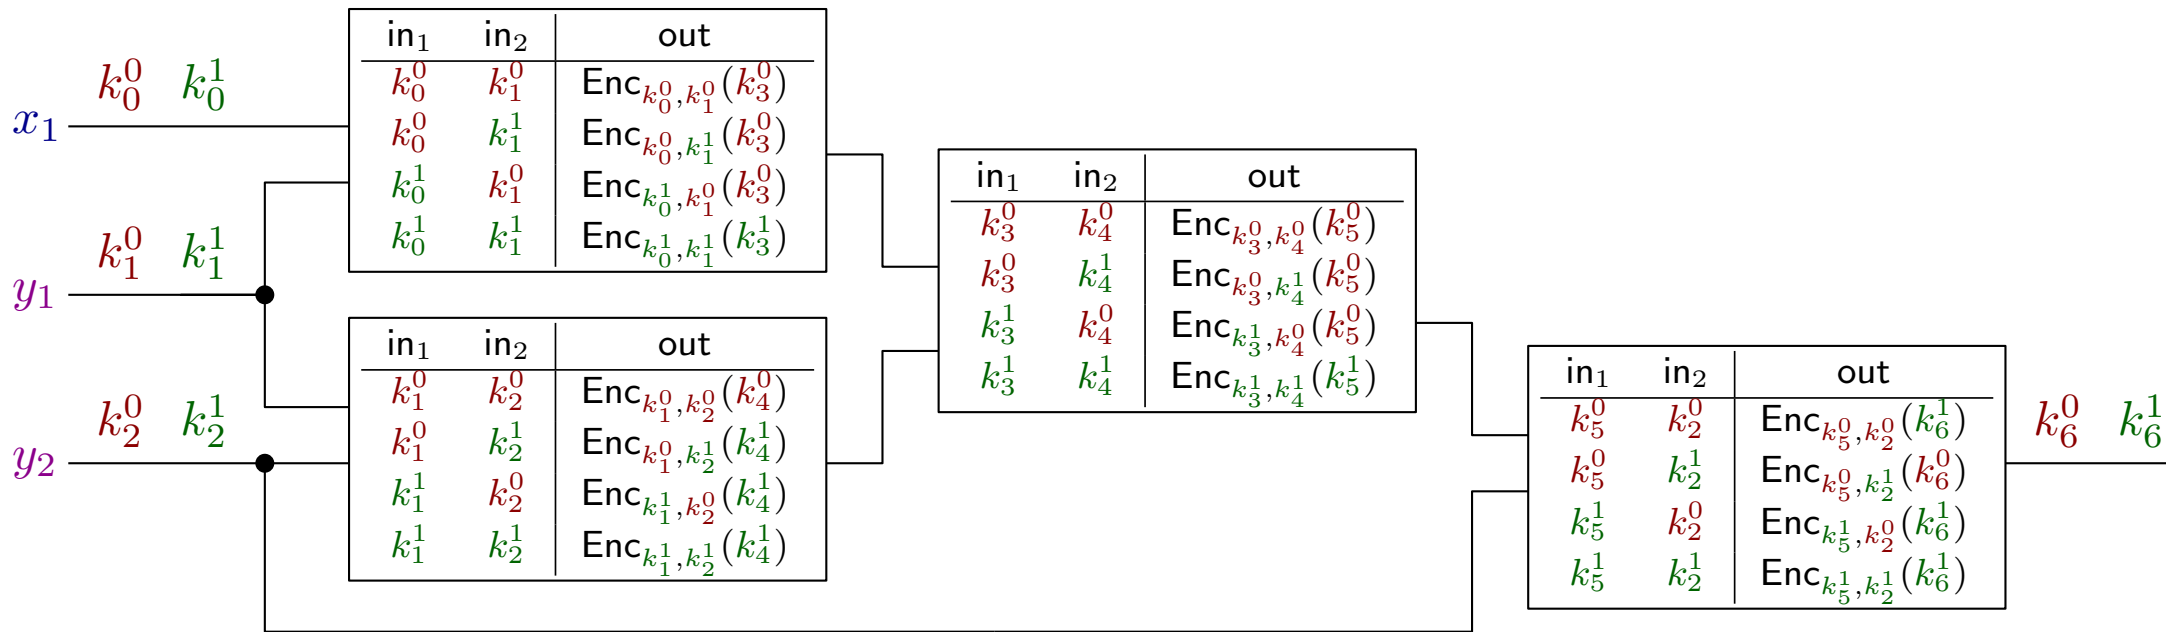 k_0^0 k_0^1
x_1
k_1^0 k_1^1
y_1
k_2^0 k_2^1
y_2
in_1 in_2 out
k_0^0 k_1^0 Enc_{k_0^0,k_1^0}(k_3^0)
k_0^0 k_1^1 Enc_{k_0^0,k_1^1}(k_3^0)
k_0^1 k_1^0 Enc_{k_0^1,k_1^0}(k_3^0)
k_0^1 k_1^1 Enc_{k_0^1,k_1^1}(k_3^1)
in_1 in_2 out
k_1^0 k_2^0 Enc_{k_1^0,k_2^0}(k_4^0)
k_1^0 k_2^1 Enc_{k_1^0,k_2^1}(k_4^1)
k_1^1 k_2^0 Enc_{k_1^1,k_2^0}(k_4^1)
k_1^1 k_2^1 Enc_{k_1^1,k_2^1}(k_4^1)
in_1 in_2 out
k_3^0 k_4^0 Enc_{k_3^0,k_4^0}(k_5^0)
k_3^0 k_4^1 Enc_{k_3^0,k_4^1}(k_5^0)
k_3^1 k_4^0 Enc_{k_3^1,k_4^0}(k_5^0)
k_3^1 k_4^1 Enc_{k_3^1,k_4^1}(k_5^1)
in_1 in_2 out
k_5^0 k_2^0 Enc_{k_5^0,k_2^0}(k_6^1)
k_5^0 k_2^1 Enc_{k_5^0,k_2^1}(k_6^0)
k_5^1 k_2^0 Enc_{k_5^1,k_2^0}(k_6^1)
k_5^1 k_2^1 Enc_{k_5^1,k_2^1}(k_6^1)
k_6^0 k_6^1